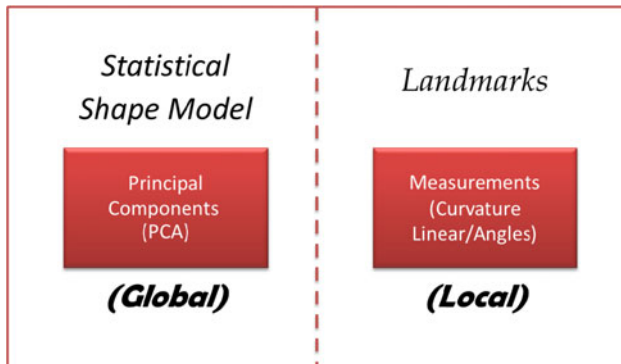 Statistical
Shape Model
Principal
Components
(PCA)
(Global)
Landmarks
Measurements
(Curvature
Linear/Angles)
(Local)